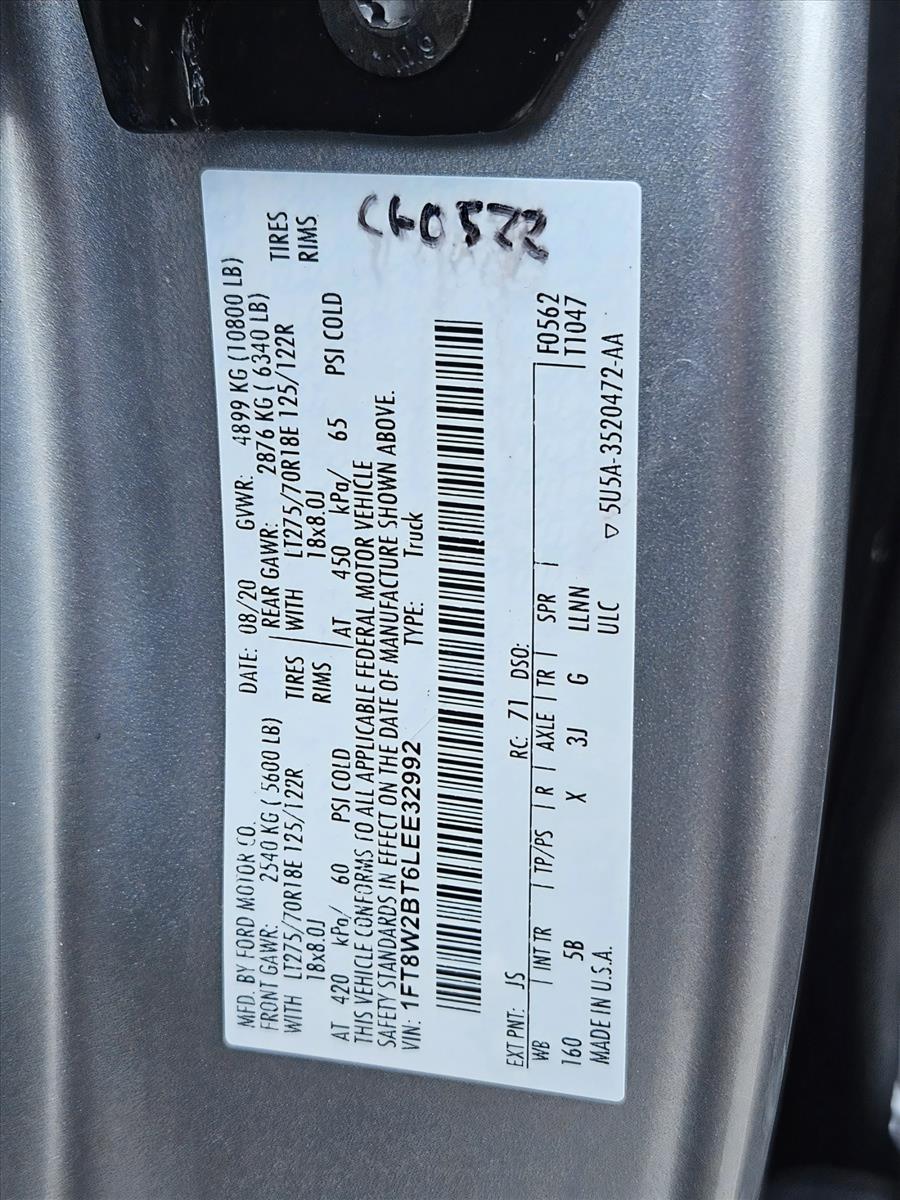 MFD. BY FORD MOTOR CO.
DATE: 08/20
GVWR: 4899 KG (10800 LB)
FRONT GAWR: 2540 KG ( 5600 LB)
REAR GAWR: 2876 KG ( 6340 LB)
WITH LT275/70R18E 125/122R TIRES
WITH LT275/70R18E 125/122R TIRES
18x8.0J RIMS
18x8.0J RIMS
AT 420 kPa/ 60 PSI COLD
AT 450 kPa/ 65 PSI COLD
THIS VEHICLE CONFORMS TO ALL APPLICABLE FEDERAL MOTOR VEHICLE
SAFETY STANDARDS IN EFFECT ON THE DATE OF MANUFACTURE SHOWN ABOVE.
VIN: 1FT8W2BT6LEE32992
TYPE: Truck
EXT PNT: JS
RC: 71 DSO:
WB | INT TR | TP/PS | R | AXLE | TR | SPR |
F0562
T1047
160 5B X 3J G LLNN
MADE IN U.S.A.
ULC
▽ 5U5A-3520472-AA